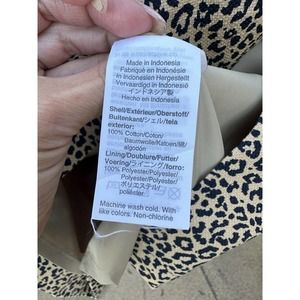 Made in Indonesia
Fabriqué en Indonésie
In Indonesien Hergestellt
Vervaardigd in Indonesië
インドネシア製
Hecho en Indonesia
Shell/Extérieur/Oberstoff/
Buitenkant/シェル/tela
exterior:
100% Cotton/Coton/
Baumwolle/Katoen/綿/
algodón
Lining/Doublure/Futter/
Voering/ライニング/forro:
100% Polyester/Polyester/
Polyester/Polyester/
ポリエステル/
poliéster
Machine wash cold. With
like colors. Non-chlorine